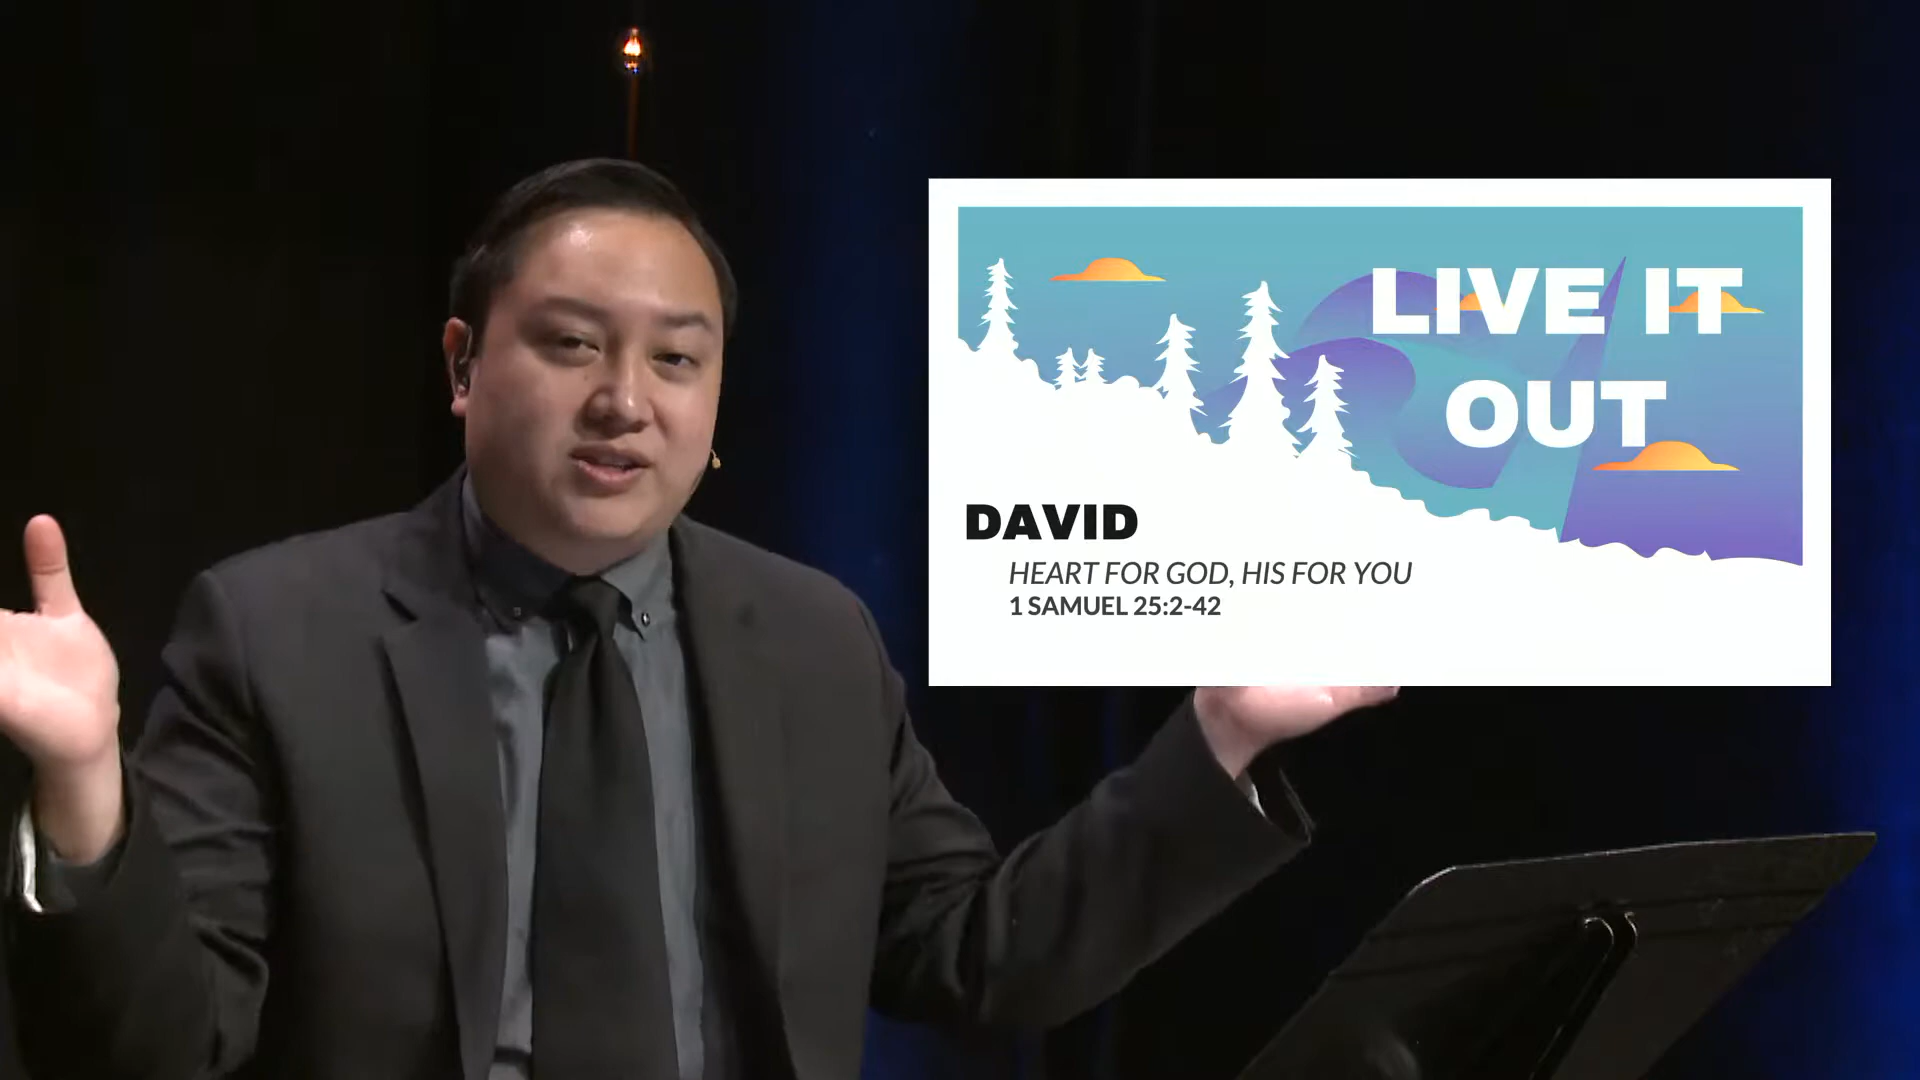 LIVE IT
OUT
DAVID
HEART FOR GOD, HIS FOR YOU
1 SAMUEL 25:2-42